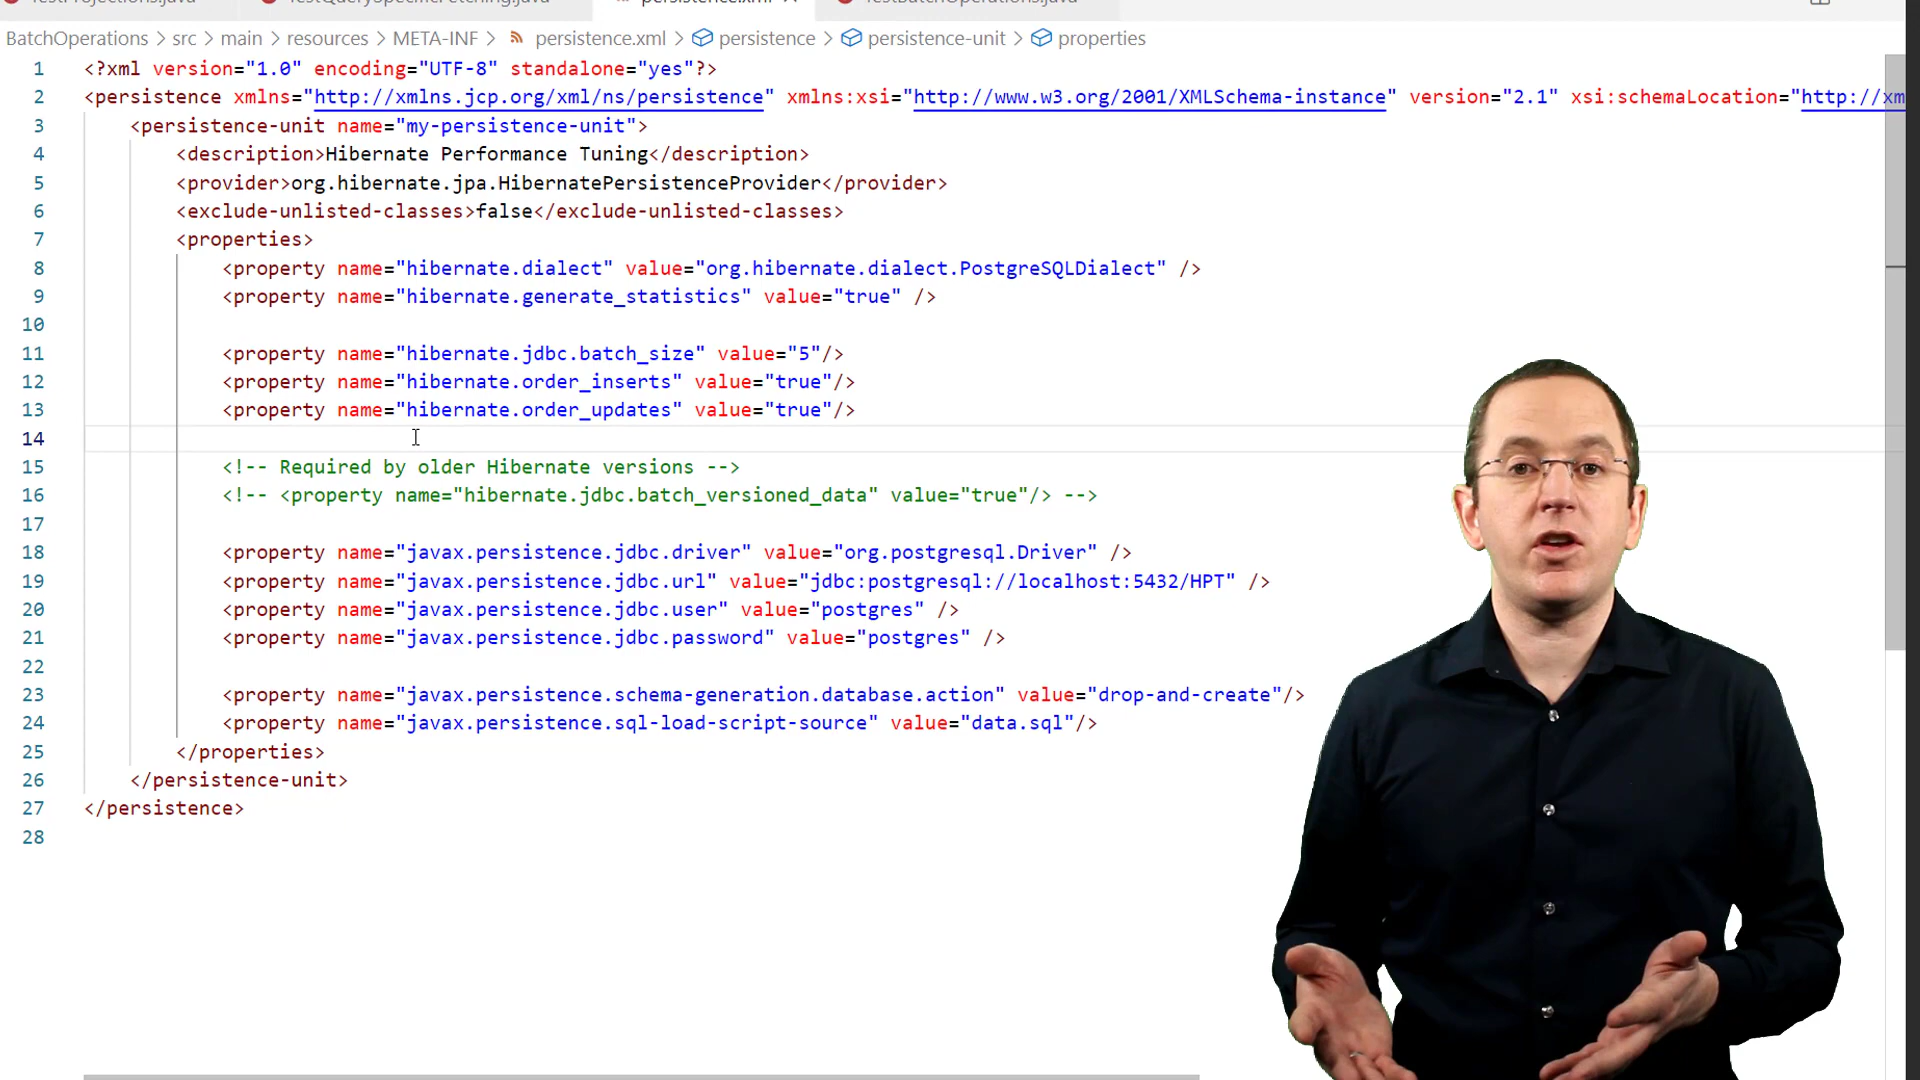 BatchOperations > src > main > resources > META-INF > persistence.xml > persistence > persistence-unit > properties
1 <?xml version="1.0" encoding="UTF-8" standalone="yes"?>
2 <persistence xmlns="http://xmlns.jcp.org/xml/ns/persistence" xmlns:xsi="http://www.w3.org/2001/XMLSchema-instance" version="2.1" xsi:schemaLocation="http://xm
3 <persistence-unit name="my-persistence-unit">
4 <description>Hibernate Performance Tuning</description>
5 <provider>org.hibernate.jpa.HibernatePersistenceProvider</provider>
6 <exclude-unlisted-classes>false</exclude-unlisted-classes>
7 <properties>
8 <property name="hibernate.dialect" value="org.hibernate.dialect.PostgreSQLDialect" />
9 <property name="hibernate.generate_statistics" value="true" />
10
11 <property name="hibernate.jdbc.batch_size" value="5"/>
12 <property name="hibernate.order_inserts" value="true"/>
13 <property name="hibernate.order_updates" value="true"/>
14
15 <!-- Required by older Hibernate versions -->
16 <!-- <property name="hibernate.jdbc.batch_versioned_data" value="true"/> -->
17
18 <property name="javax.persistence.jdbc.driver" value="org.postgresql.Driver" />
19 <property name="javax.persistence.jdbc.url" value="jdbc:postgresql://localhost:5432/HPT" />
20 <property name="javax.persistence.jdbc.user" value="postgres" />
21 <property name="javax.persistence.jdbc.password" value="postgres" />
22
23 <property name="javax.persistence.schema-generation.database.action" value="drop-and-create"/>
24 <property name="javax.persistence.sql-load-script-source" value="data.sql"/>
25 </properties>
26 </persistence-unit>
27 </persistence>
28